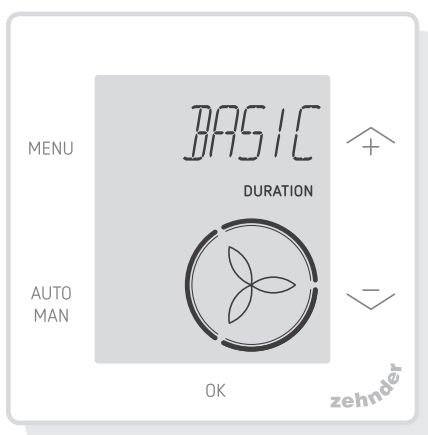 BASIC
MENU
+
DURATION
AUTO
MAN
−
OK
zehnder